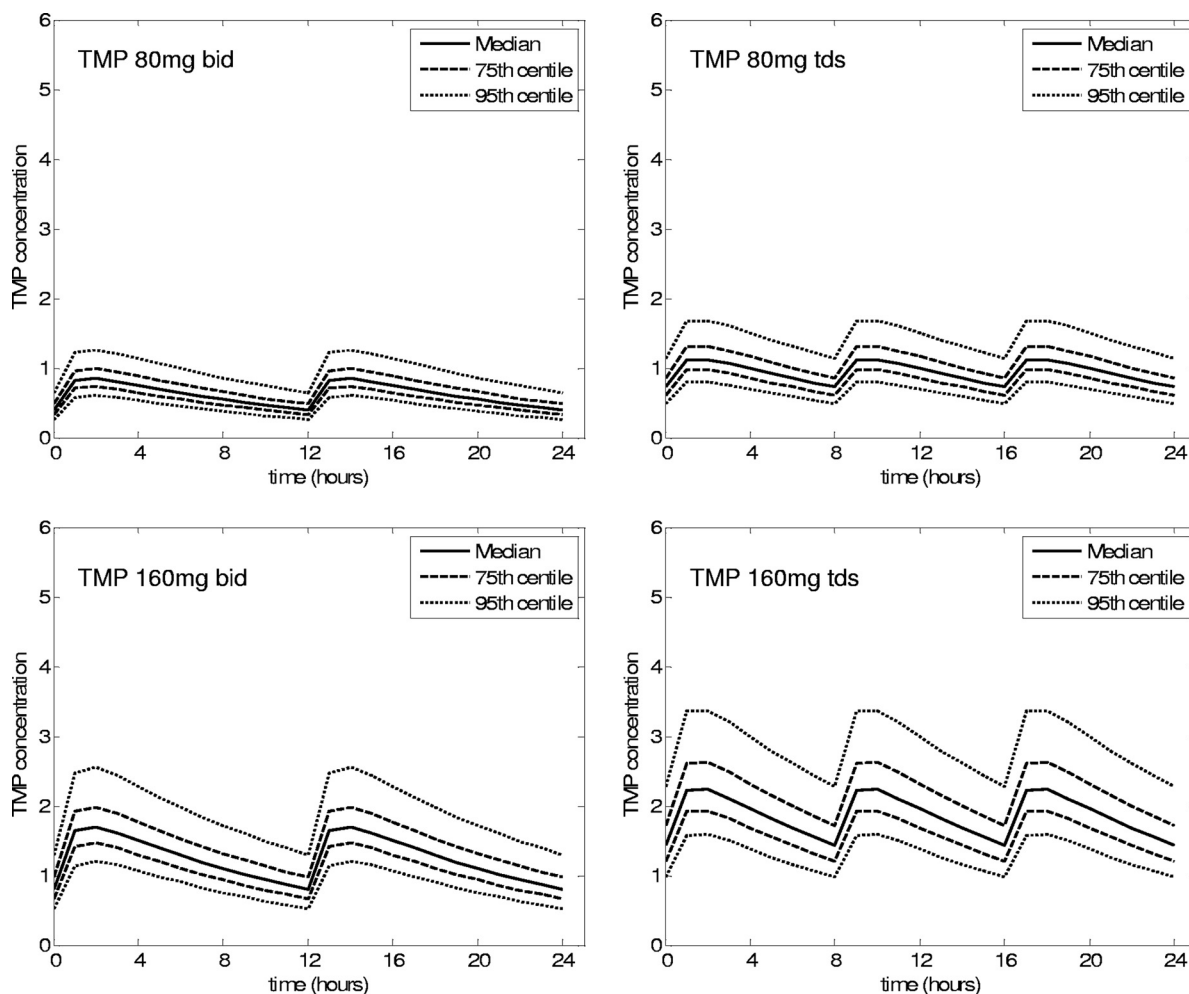 TMP 80mg bid
Median
75th centile
95th centile
TMP concentration
6
5
4
3
2
1
0
0 4 8 12 16 20 24
time (hours)
TMP 80mg tds
Median
75th centile
95th centile
TMP concentration
6
5
4
3
2
1
0
0 4 8 12 16 20 24
time (hours)
TMP 160mg bid
Median
75th centile
95th centile
TMP concentration
6
5
4
3
2
1
0
0 4 8 12 16 20 24
time (hours)
TMP 160mg tds
Median
75th centile
95th centile
TMP concentration
6
5
4
3
2
1
0
0 4 8 12 16 20 24
time (hours)